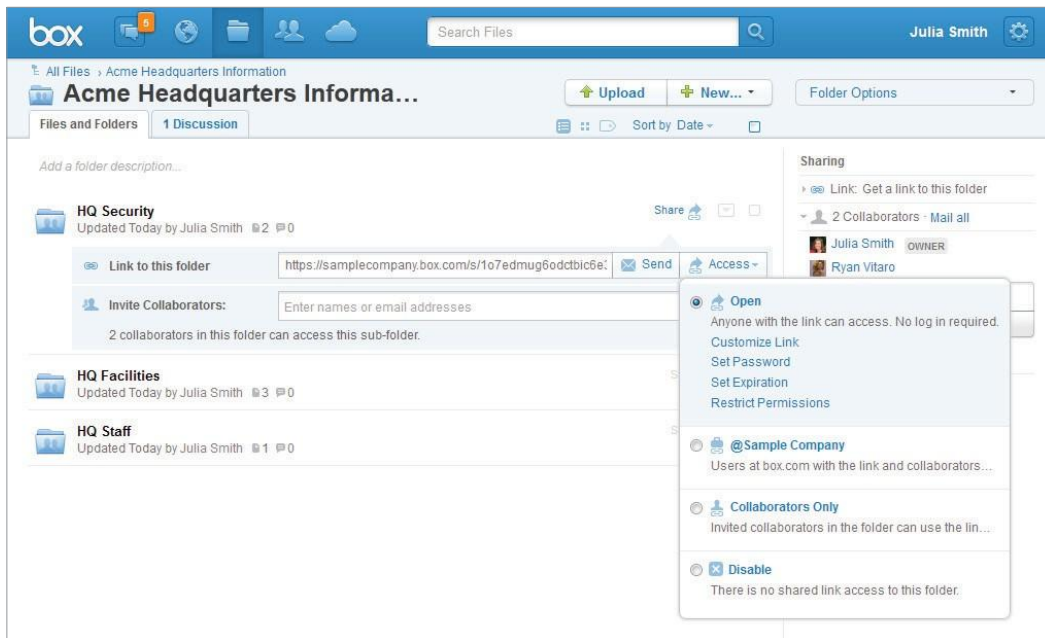 box
5
Search Files
Julia Smith
All Files › Acme Headquarters Information
Acme Headquarters Informa...
Upload
New...
Folder Options
Files and Folders
1 Discussion
Sort by Date
Add a folder description...
Sharing
Link: Get a link to this folder
2 Collaborators · Mail all
Julia Smith OWNER
Ryan Vitaro
HQ Security
Updated Today by Julia Smith 2 0
Share
Link to this folder
https://samplecompany.box.com/s/1o7edmug6odctbic6e
Send
Access
Invite Collaborators:
Enter names or email addresses
2 collaborators in this folder can access this sub-folder.
HQ Facilities
Updated Today by Julia Smith 3 0
HQ Staff
Updated Today by Julia Smith 1 0
Open
Anyone with the link can access. No log in required.
Customize Link
Set Password
Set Expiration
Restrict Permissions
@Sample Company
Users at box.com with the link and collaborators...
Collaborators Only
Invited collaborators in the folder can use the lin...
Disable
There is no shared link access to this folder.